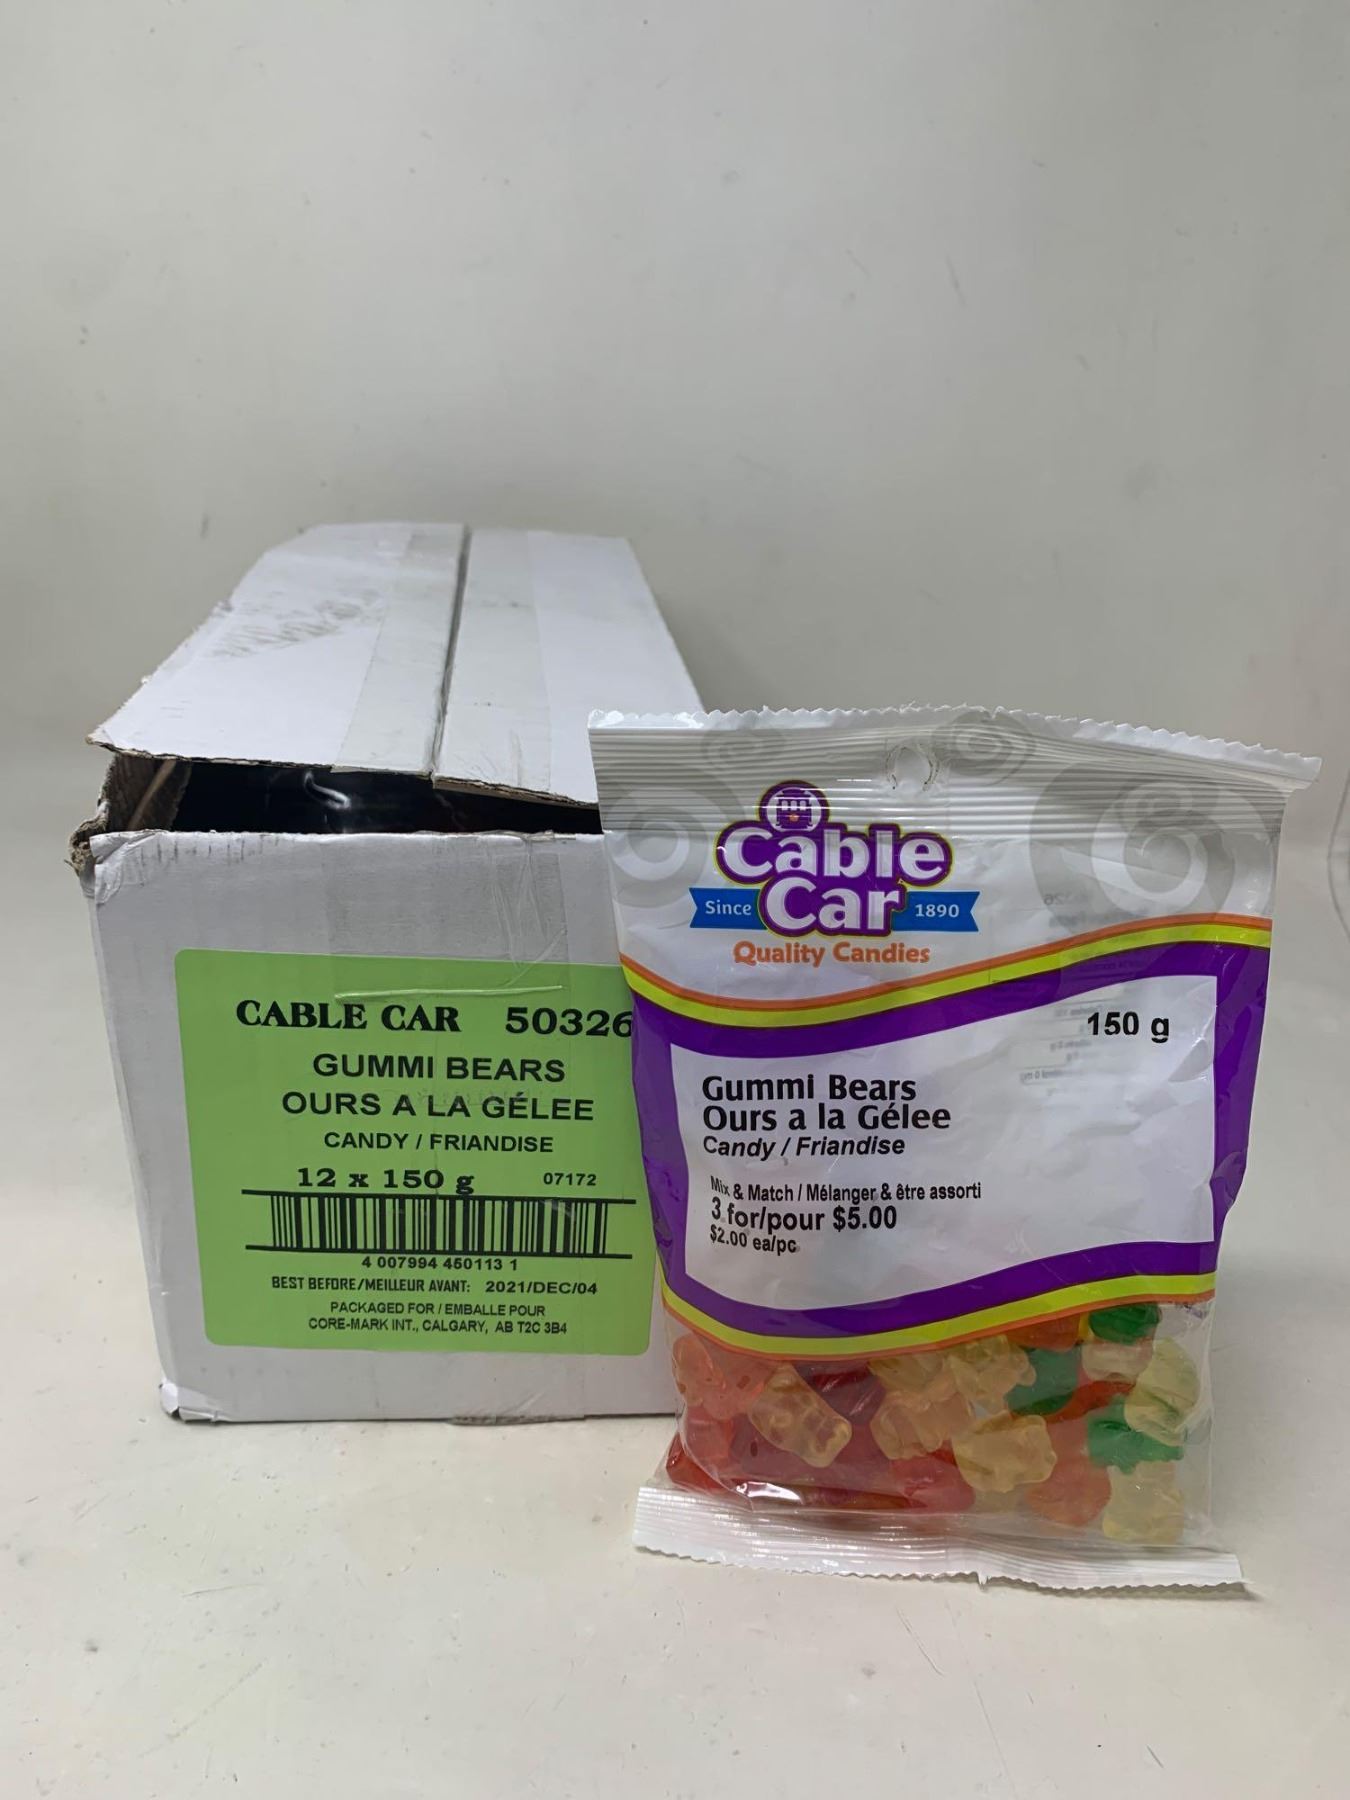 CABLE CAR 50326
GUMMI BEARS
OURS A LA GÉLEE
CANDY / FRIANDISE
12 x 150 g 07172
4 007994 450113 1
BEST BEFORE/MEILLEUR AVANT: 2021/DEC/04
PACKAGED FOR / EMBALLE POUR
CORE-MARK INT., CALGARY, AB T2C 3B4
Cable
Since Car 1890
Quality Candies
150 g
Gummi Bears
Ours a la Gélee
Candy / Friandise
Mix & Match / Mélanger & être assorti
3 for/pour $5.00
$2.00 ea/pc